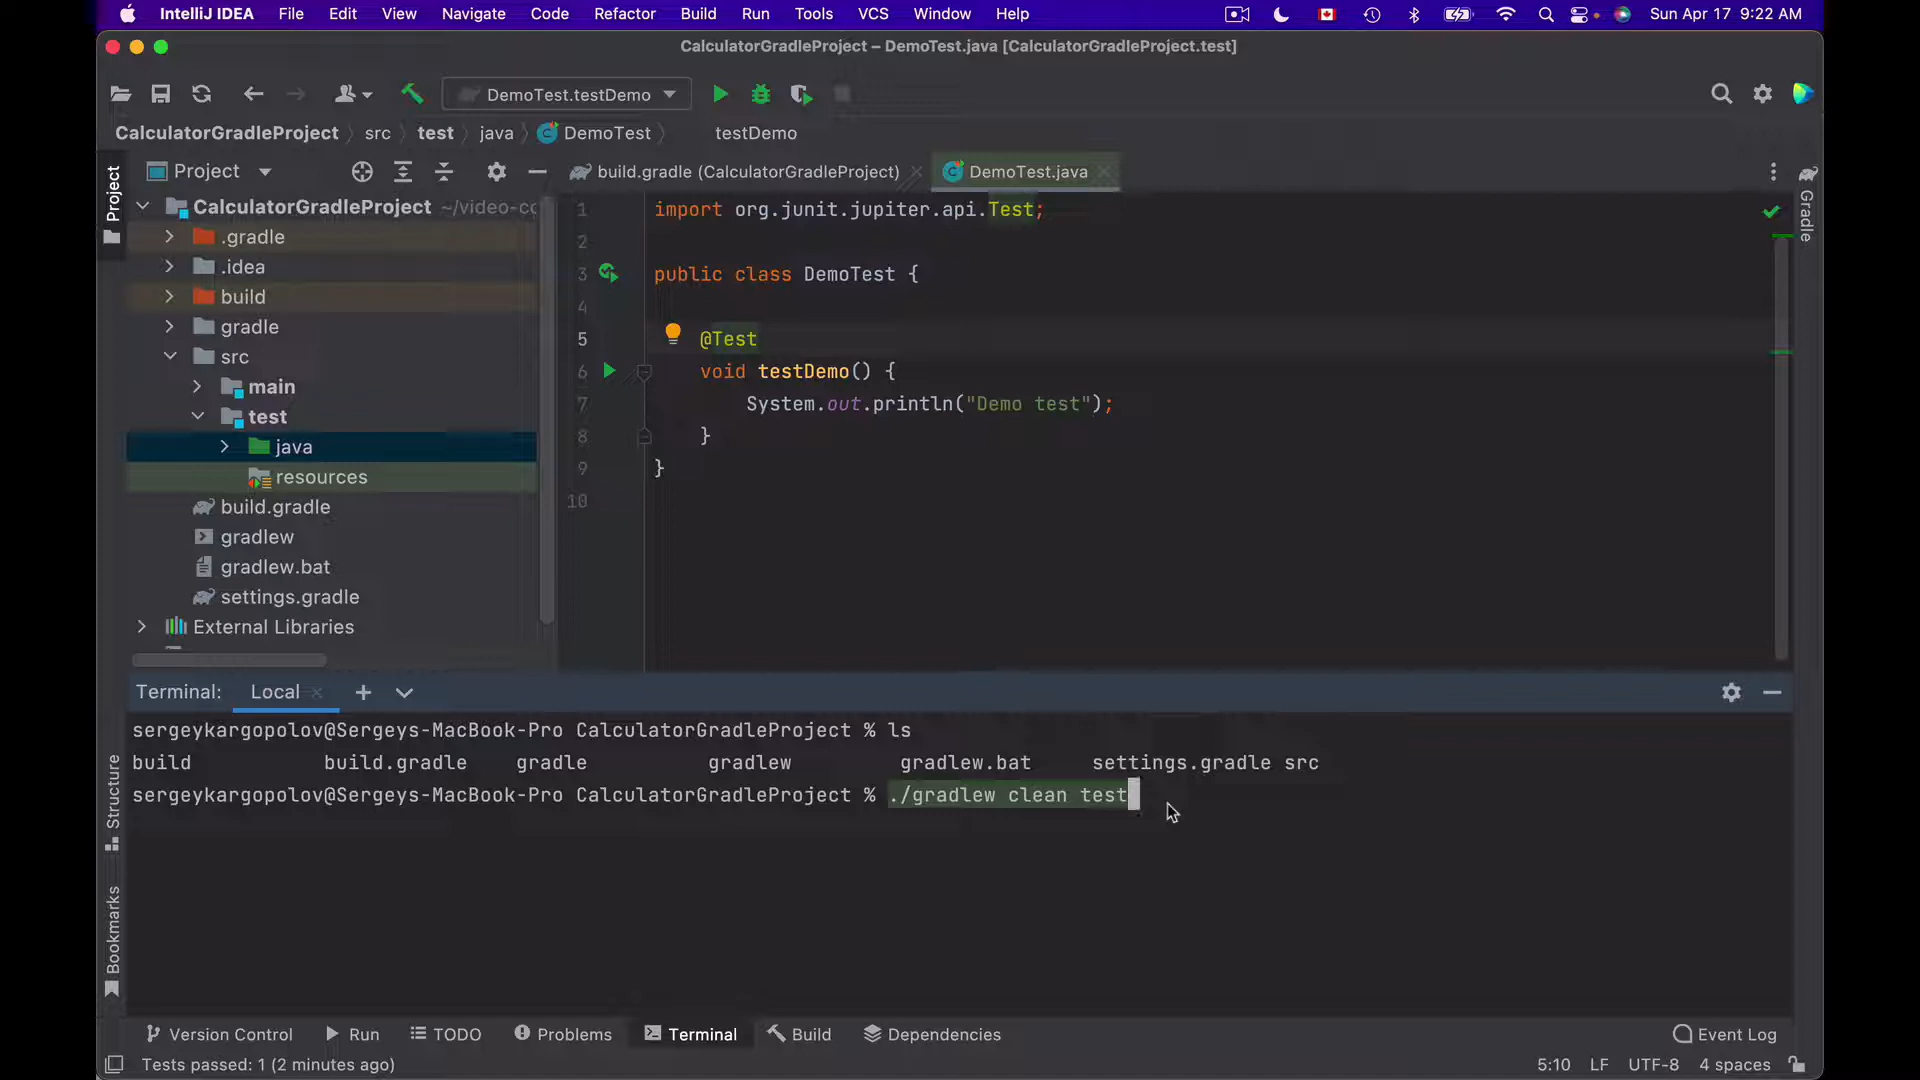 IntelliJ IDEA File Edit View Navigate Code Refactor Build Run Tools VCS Window Help Sun Apr 17 9:22 AM
CalculatorGradleProject – DemoTest.java [CalculatorGradleProject.test]
DemoTest.testDemo
CalculatorGradleProject src test java DemoTest testDemo
Project
build.gradle (CalculatorGradleProject) DemoTest.java
Project
Gradle
CalculatorGradleProject ~/video-co
.gradle
.idea
build
gradle
src
main
test
java
resources
build.gradle
gradlew
gradlew.bat
settings.gradle
External Libraries
1 import org.junit.jupiter.api.Test;
2
3 public class DemoTest {
4
5 @Test
6 void testDemo() {
7 System.out.println("Demo test");
8 }
9 }
10
Terminal: Local
sergeykargopolov@Sergeys-MacBook-Pro CalculatorGradleProject % ls
build build.gradle gradle gradlew gradlew.bat settings.gradle src
sergeykargopolov@Sergeys-MacBook-Pro CalculatorGradleProject % ./gradlew clean test
Structure
Bookmarks
Version Control Run TODO Problems Terminal Build Dependencies Event Log
Tests passed: 1 (2 minutes ago) 5:10 LF UTF-8 4 spaces